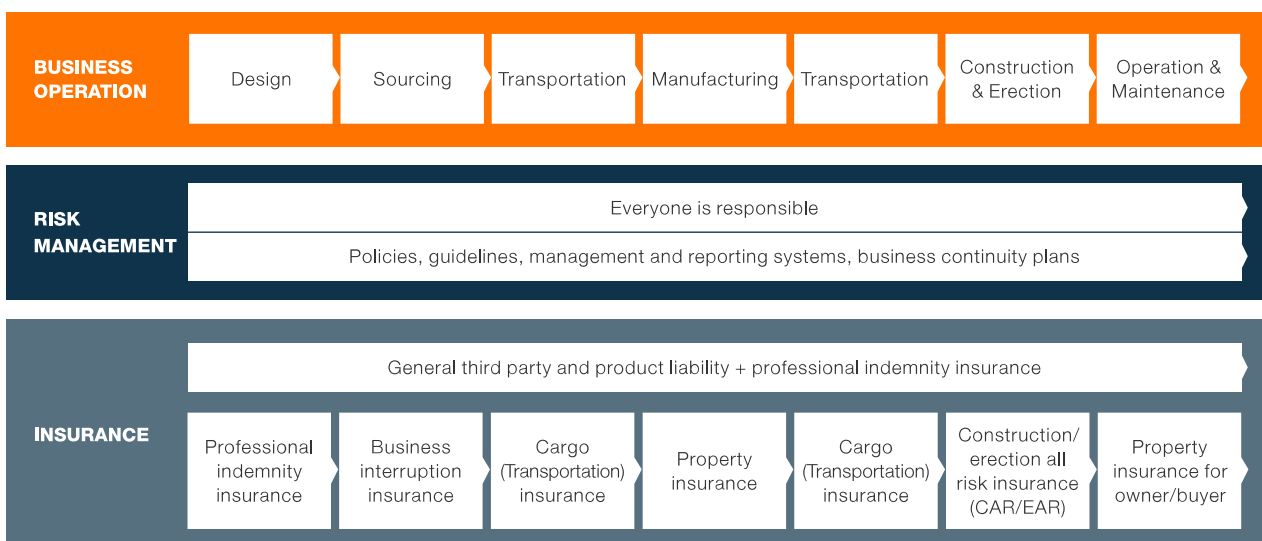 BUSINESS
OPERATION
Design
Sourcing
Transportation
Manufacturing
Transportation
Construction
& Erection
Operation &
Maintenance
RISK
MANAGEMENT
Everyone is responsible
Policies, guidelines, management and reporting systems, business continuity plans
INSURANCE
General third party and product liability + professional indemnity insurance
Professional
indemnity
insurance
Business
interruption
insurance
Cargo
(Transportation)
insurance
Property
insurance
Cargo
(Transportation)
insurance
Construction/
erection all
risk insurance
(CAR/EAR)
Property
insurance for
owner/buyer